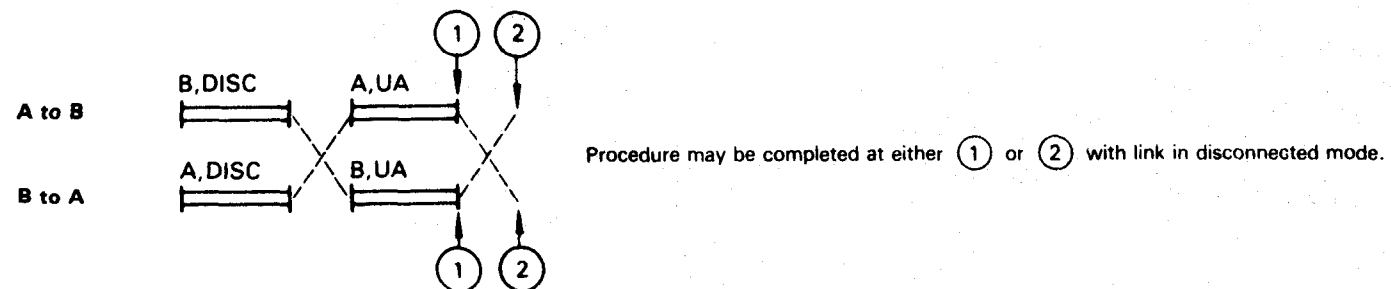 1 2
B,DISC A,UA
A to B
Procedure may be completed at either 1 or 2 with link in disconnected mode.
A,DISC B,UA
B to A
1 2